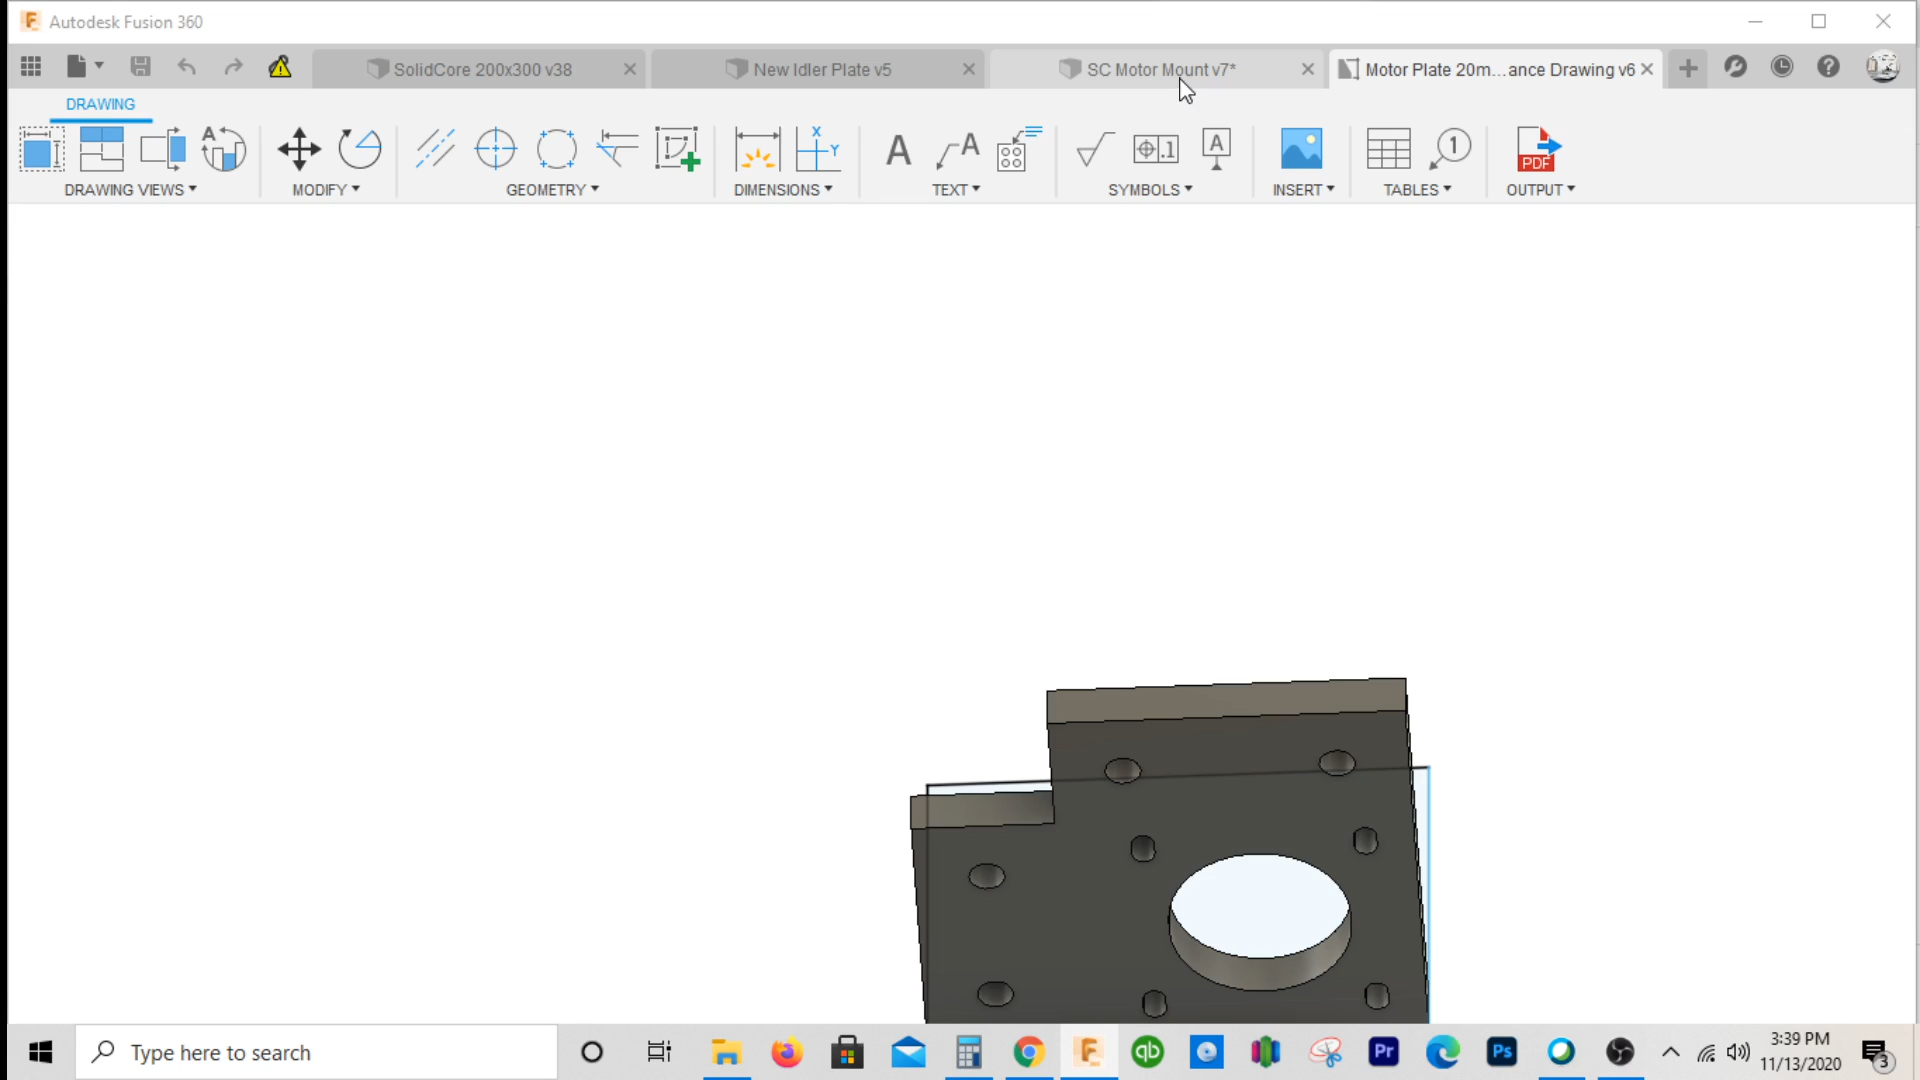 Autodesk Fusion 360
SolidCore 200x300 v38
New Idler Plate v5
SC Motor Mount v7*
Motor Plate 20m...ance Drawing v6
DRAWING
DRAWING VIEWS
MODIFY
GEOMETRY
DIMENSIONS
TEXT
SYMBOLS
INSERT
TABLES
OUTPUT
Type here to search
3:39 PM
11/13/2020